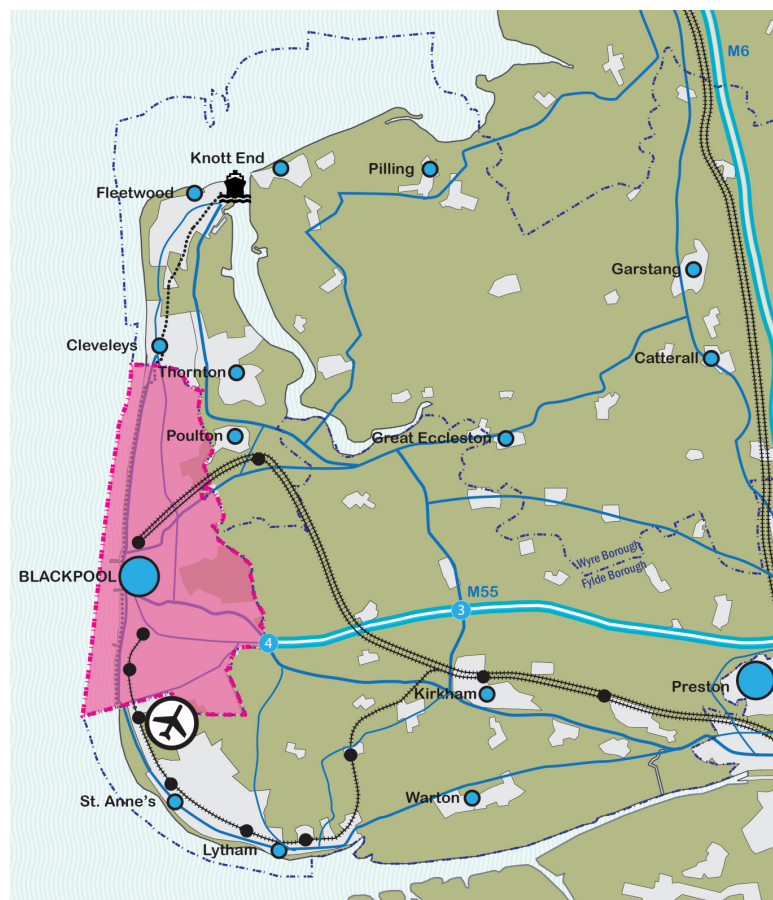 M6
Knott End
Pilling
Fleetwood
Garstang
Cleveleys
Catterall
Thornton
Poulton
Great Eccleston
Wyre Borough
Fylde Borough
BLACKPOOL
M55
3
4
Preston
Kirkham
St. Anne's
Warton
Lytham